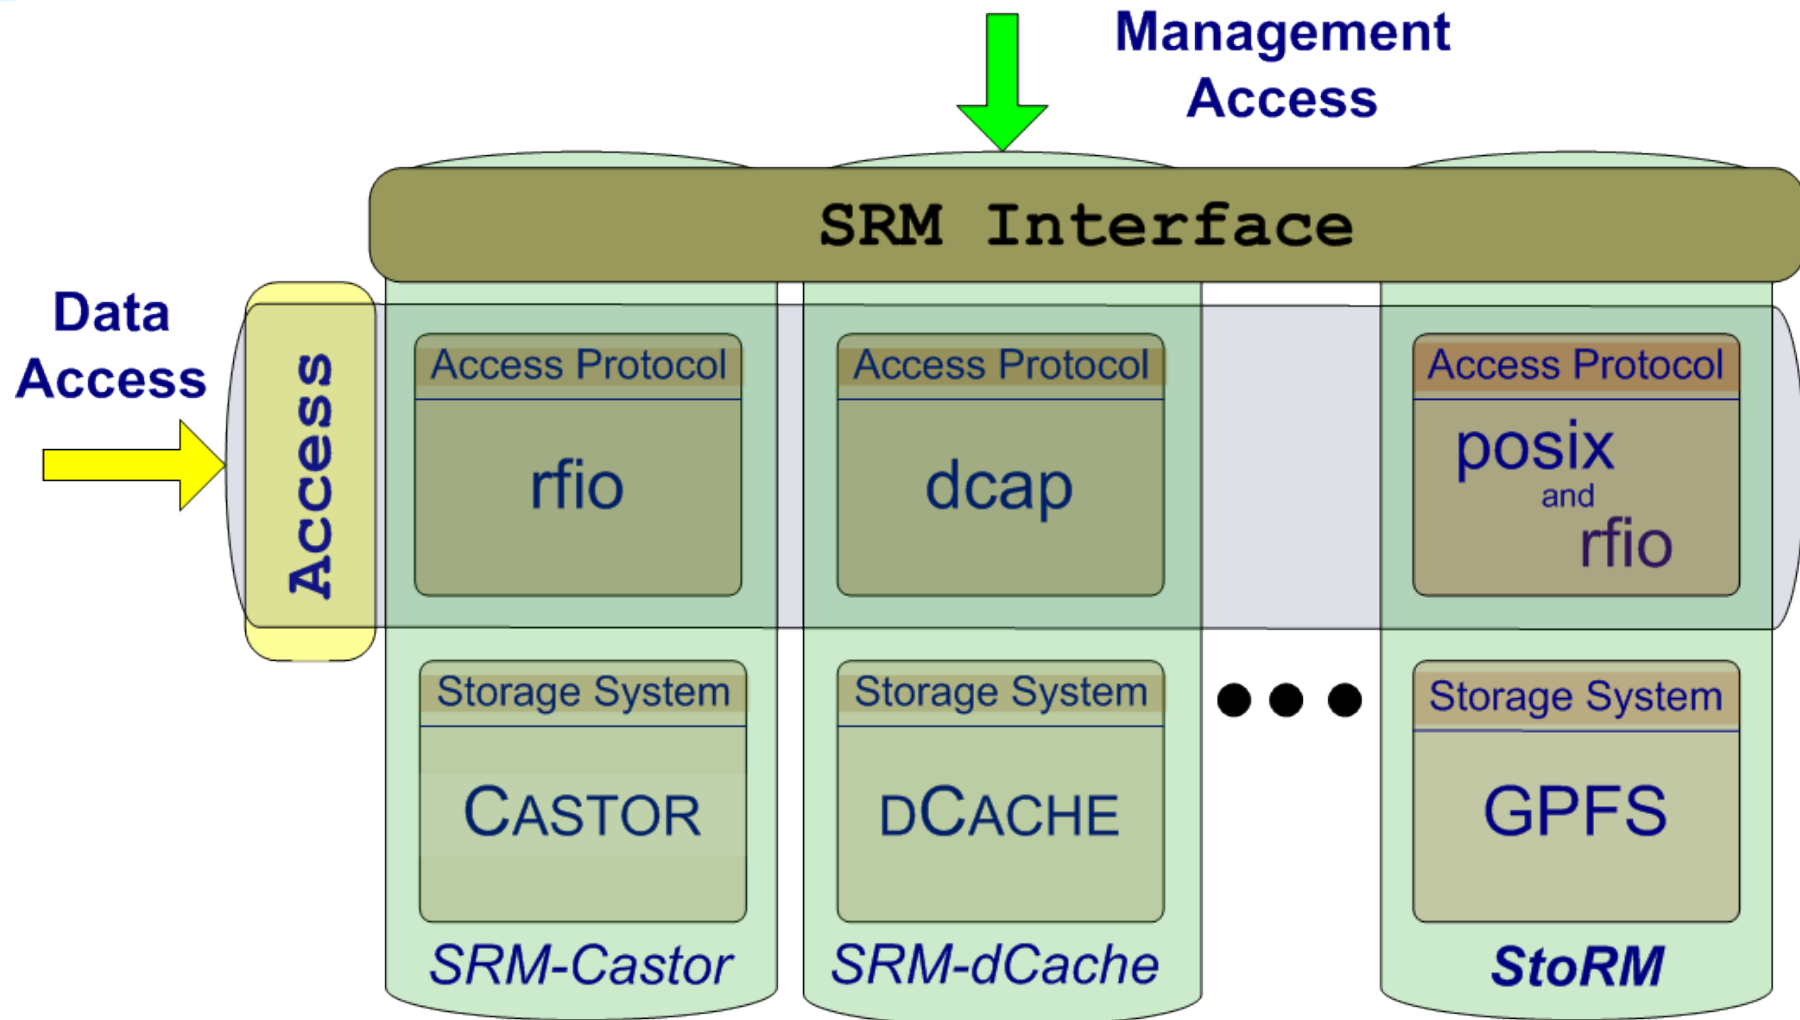 Management
Access
SRM Interface
Data
Access
Access
Access Protocol
rfio
Access Protocol
dcap
Access Protocol
posix
and
rfio
Storage System
CASTOR
Storage System
DCACHE
Storage System
GPFS
SRM-Castor
SRM-dCache
StoRM